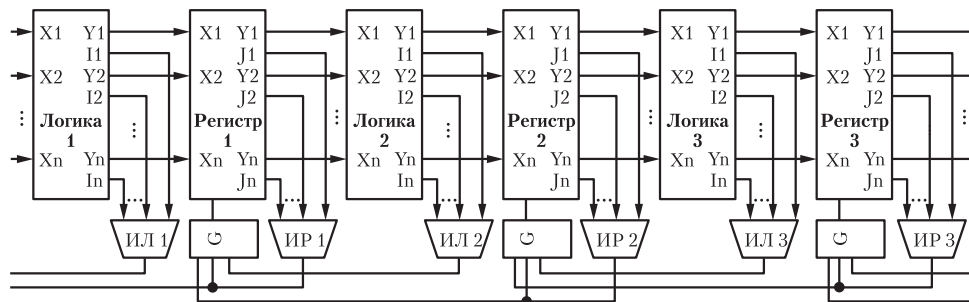 X1 Y1 X1 Y1 X1 Y1 X1 Y1 X1 Y1 X1 Y1
I1 J1 I1 J1 I1 J1
X2 Y2 X2 Y2 X2 Y2 X2 Y2 X2 Y2 X2 Y2
I2 J2 I2 J2 I2 J2
Логика Регистр Логика Регистр Логика Регистр
1 1 2 2 3 3
Xn Yn Xn Yn Xn Yn Xn Yn Xn Yn Xn Yn
In Jn In Jn In Jn
ИЛ 1 G ИР 1 ИЛ 2 G ИР 2 ИЛ 3 G ИР 3